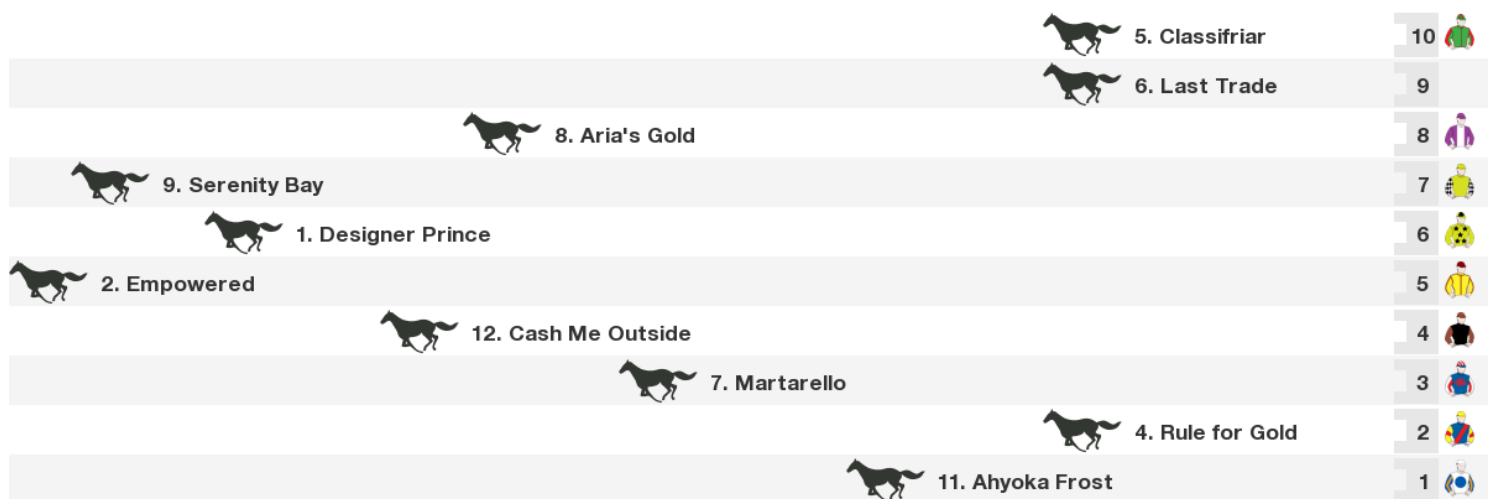 5. Classifriar 10
6. Last Trade 9
8. Aria's Gold 8
9. Serenity Bay 7
1. Designer Prince 6
2. Empowered 5
12. Cash Me Outside 4
7. Martarello 3
4. Rule for Gold 2
11. Ahyoka Frost 1